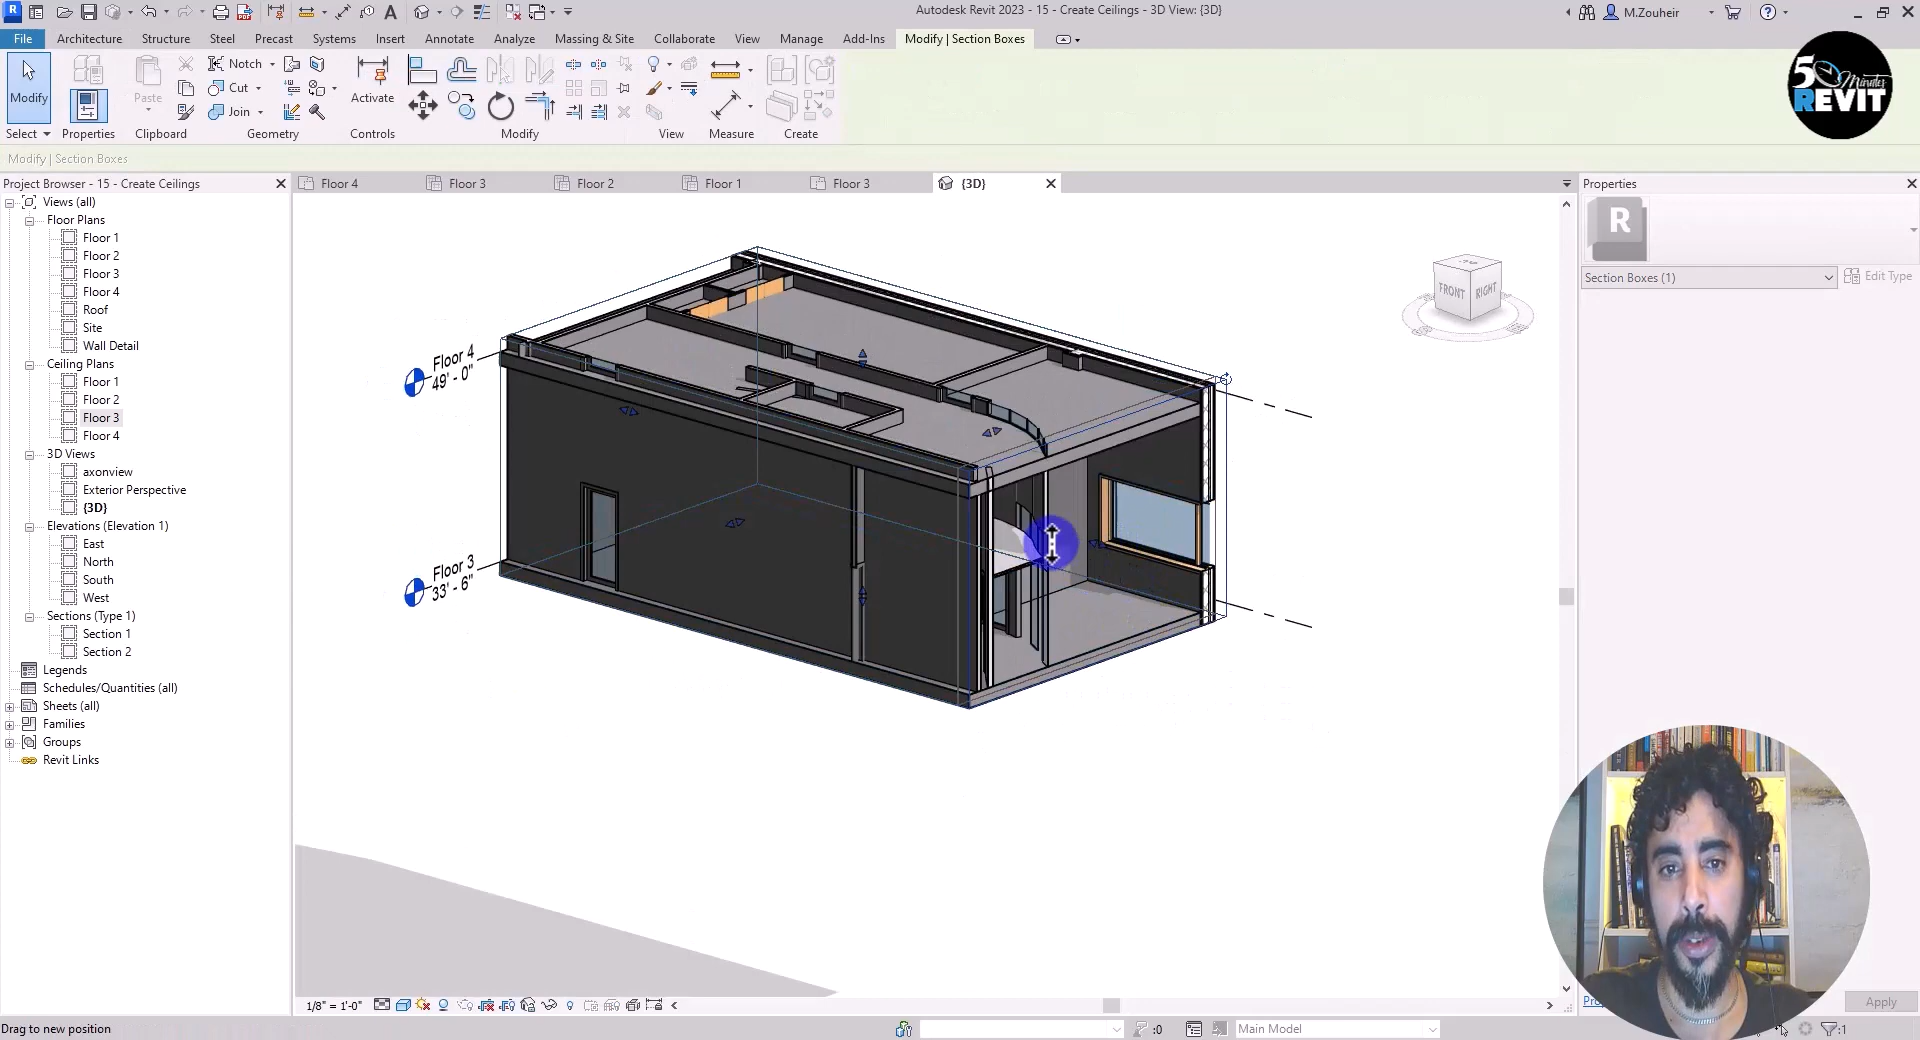 Autodesk Revit 2023 - 15 - Create Ceilings - 3D View: {3D}
M.Zouheir
File Architecture Structure Steel Precast Systems Insert Annotate Analyze Massing & Site Collaborate View Manage Add-Ins Modify | Section Boxes
Modify
Paste
Notch
Cut
Join
Activate
Select Properties Clipboard Geometry Controls Modify View Measure Create
5 Minutes
REVIT
Modify | Section Boxes
Project Browser - 15 - Create Ceilings
Floor 4 Floor 3 Floor 2 Floor 1 Floor 3 {3D}
Properties
R
Section Boxes (1)
Edit Type
Views (all)
Floor Plans
Floor 1
Floor 2
Floor 3
Floor 4
Roof
Site
Wall Detail
Ceiling Plans
Floor 1
Floor 2
Floor 3
Floor 4
3D Views
axonview
Exterior Perspective
{3D}
Elevations (Elevation 1)
East
North
South
West
Sections (Type 1)
Section 1
Section 2
Legends
Schedules/Quantities (all)
Sheets (all)
Families
Groups
Revit Links
Floor 4
49' - 0"
Floor 3
33' - 6"
FRONT RIGHT
1/8" = 1'-0"
Apply
Drag to new position
:0
Main Model
:1